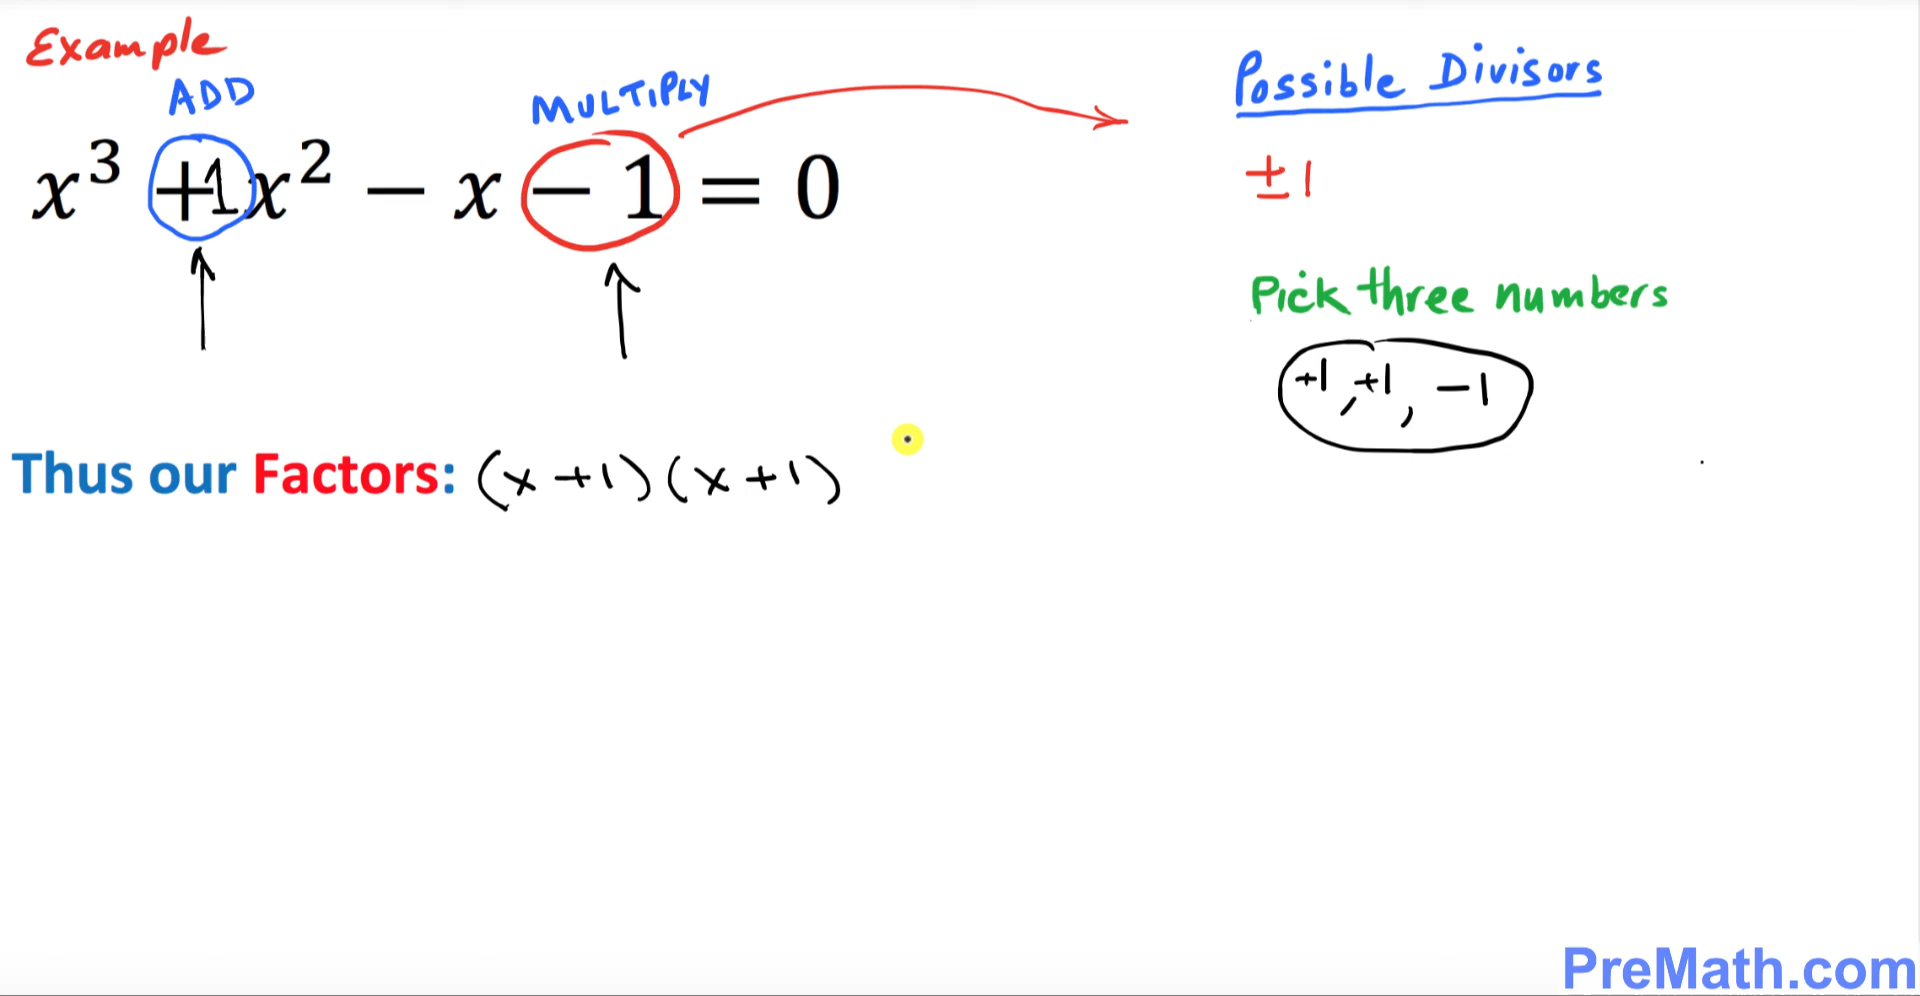 Example
ADD MULTIPLY
x³ +1x² − x − 1 = 0
Possible Divisors
±1
Pick three numbers
+1, +1, −1
Thus our Factors: (x +1) (x +1)
PreMath.com